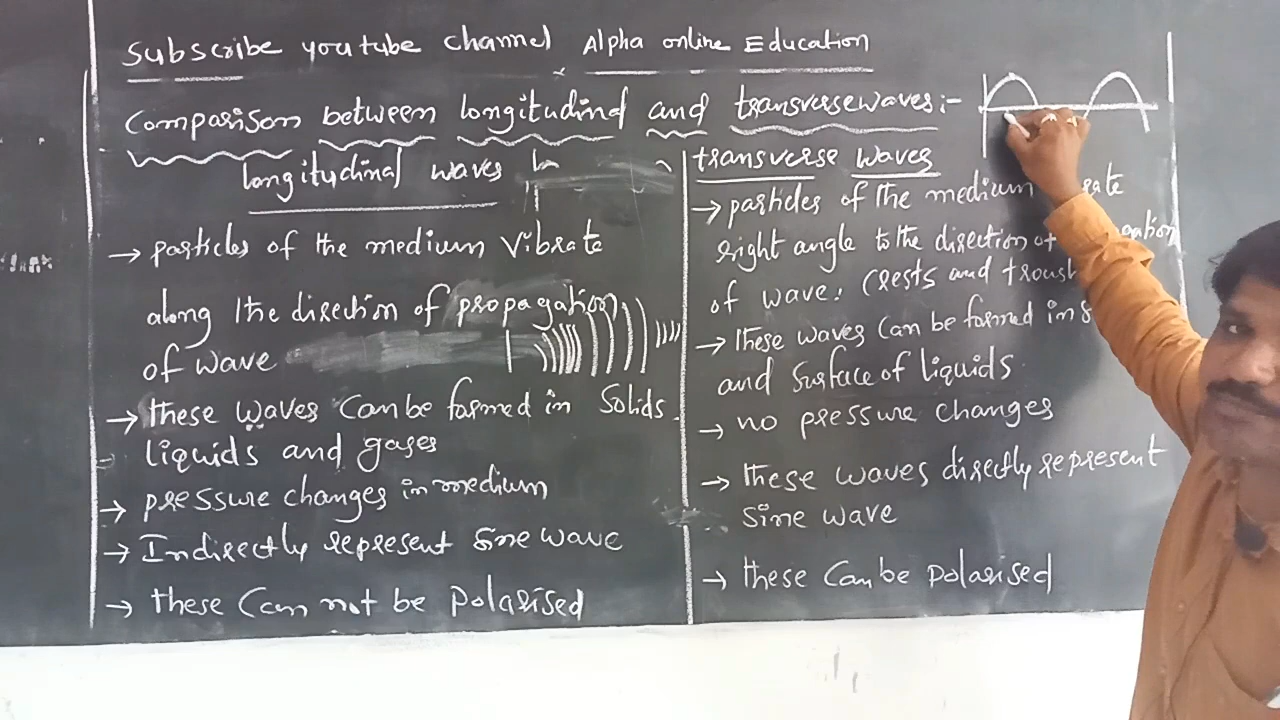 Subscribe youtube channel Alpha online Education
Comparison between longitudinal and transverse waves :-
longitudinal waves
→ particles of the medium Vibrate
along the direction of propagation
of wave
→ these waves Can be formed in Solids
liquids and gases
→ pressure changes in medium
→ Indirectly represent Sine wave
→ these Can not be polarised
transverse waves
→ particles of the medium
right angle to the direction of
of wave. Crests and
→ these waves Can be formed in
and Surface of liquids
→ no pressure changes
→ these waves directly represent
Sine wave
→ these Can be polarised